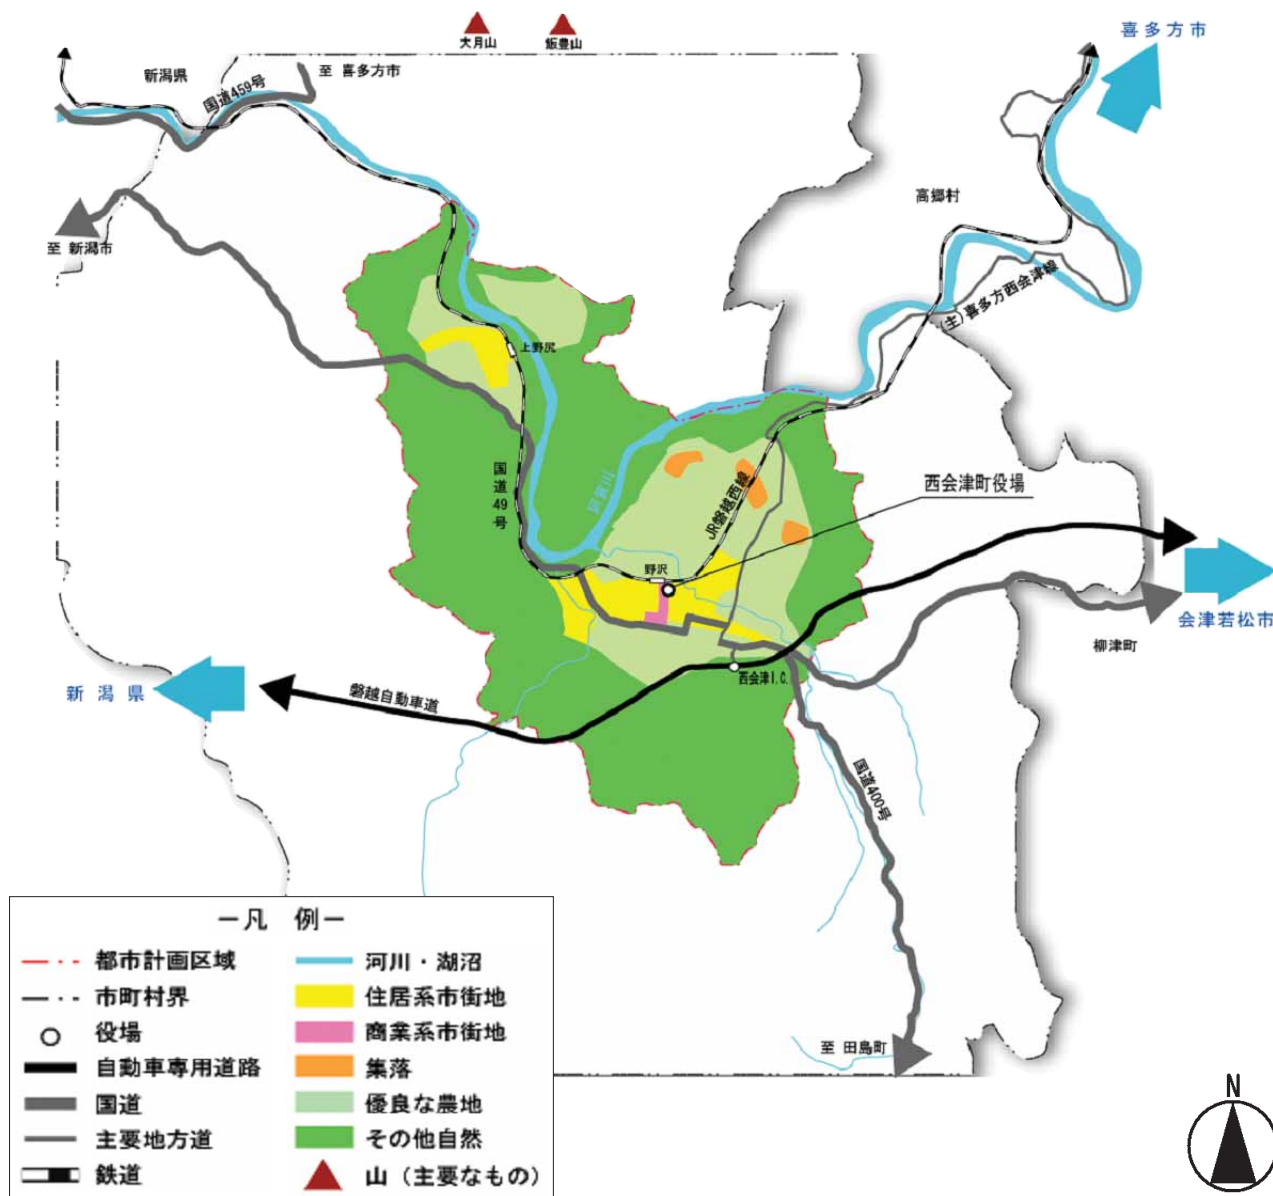 大月山
飯豊山
喜多方市
新潟県
国道459号
至 喜多方市
高郷村
至 新潟市
(主)喜多方西会津線
上野尻
国道49号
阿賀川
JR磐越西線
西会津町役場
野沢
会津若松市
柳津町
西会津I.C.
新潟県
磐越自動車道
国道400号
至 田島町
ー凡 例ー
都市計画区域
市町村界
役場
自動車専用道路
国道
主要地方道
鉄道
河川・湖沼
住居系市街地
商業系市街地
集落
優良な農地
その他自然
山（主要なもの）
N